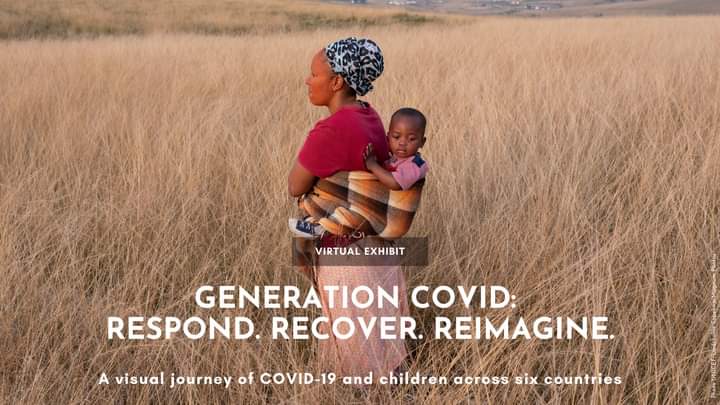 VIRTUAL EXHIBIT
GENERATION COVID:
RESPOND. RECOVER. REIMAGINE.
A visual journey of COVID-19 and children across six countries